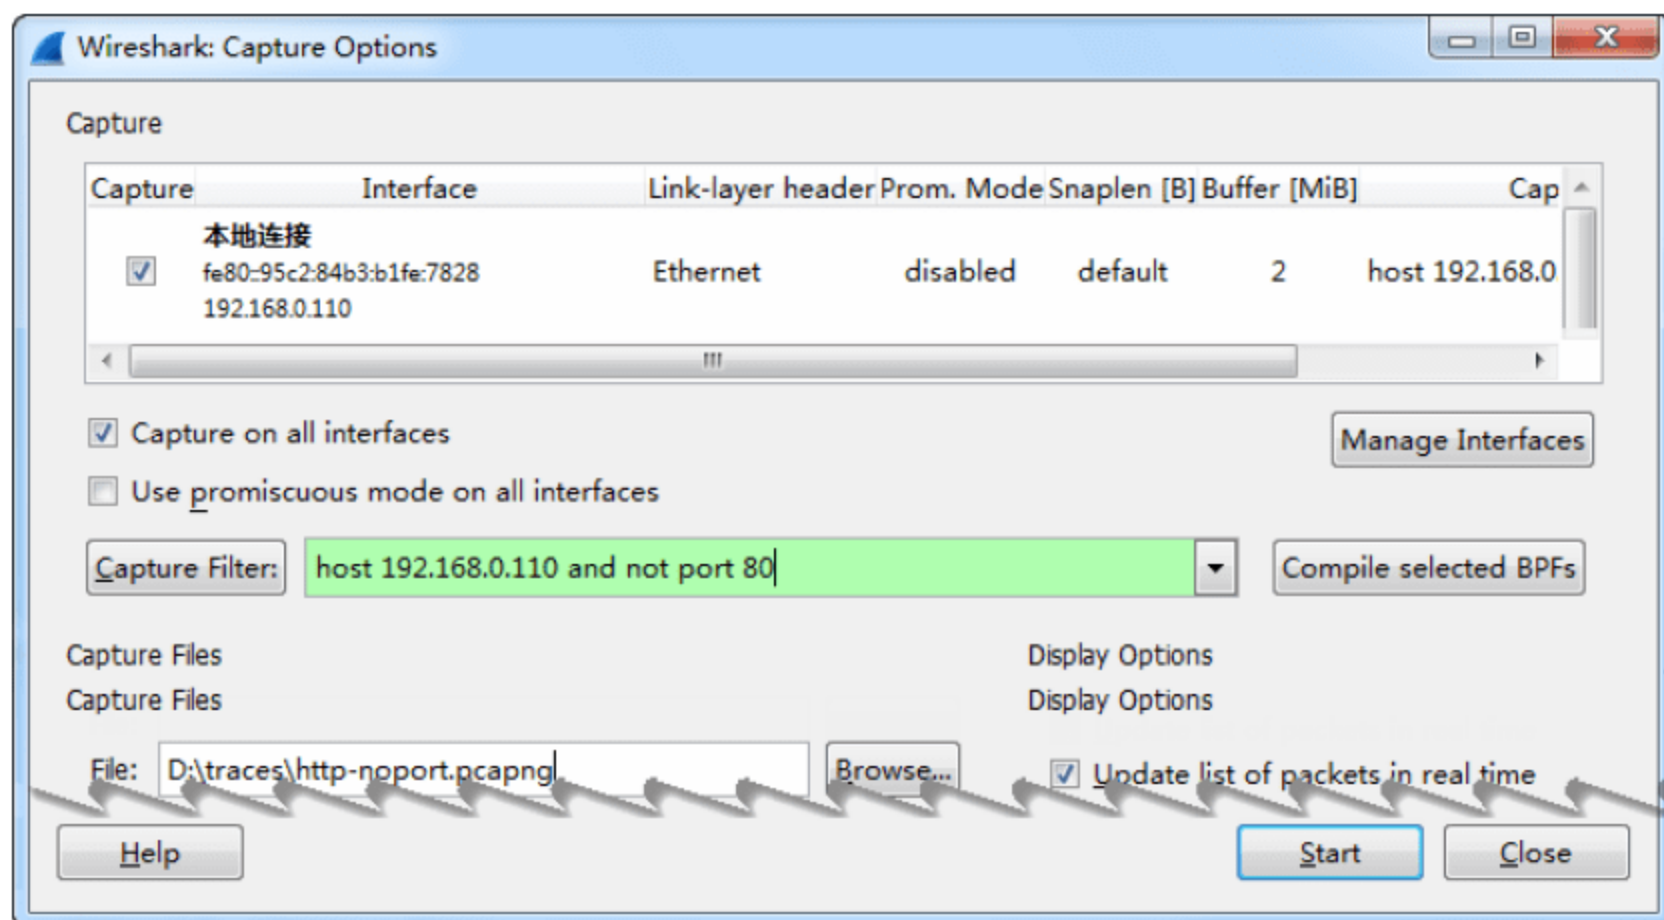 Wireshark: Capture Options
Capture
Capture Interface Link-layer header Prom. Mode Snaplen [B] Buffer [MiB] Cap
本地连接
fe80::95c2:84b3:b1fe:7828 Ethernet disabled default 2 host 192.168.0
192.168.0.110
Capture on all interfaces
Manage Interfaces
Use promiscuous mode on all interfaces
Capture Filter: host 192.168.0.110 and not port 80 Compile selected BPFs
Capture Files Display Options
Capture Files Display Options
File: D:\traces\http-noport.pcapng Browse... Update list of packets in real time
Help Start Close